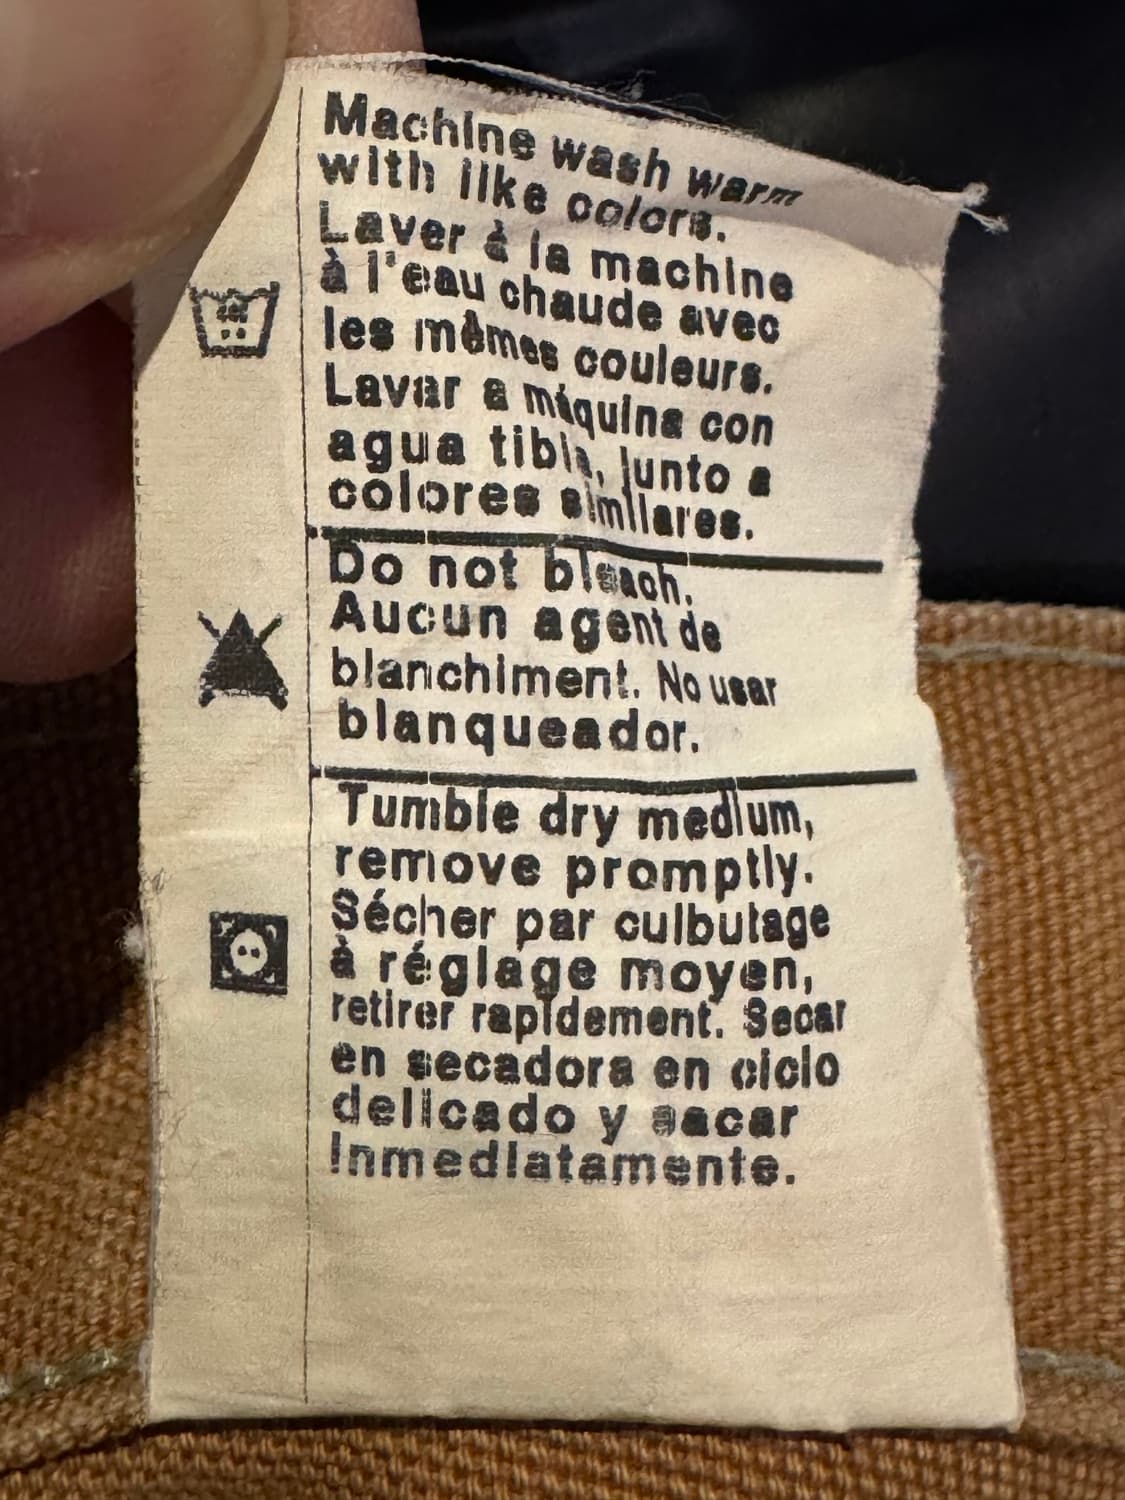 Machine wash warm
with like colors.
Laver à la machine
à l'eau chaude avec
les mêmes couleurs.
Lavar a máquina con
agua tibia, junto a
colores similares.
Do not bleach.
Aucun agent de
blanchiment. No usar
blanqueador.
Tumble dry medium,
remove promptly.
Sécher par culbutage
à réglage moyen,
retirer rapidement. Secar
en secadora en ciclo
delicado y sacar
inmediatamente.